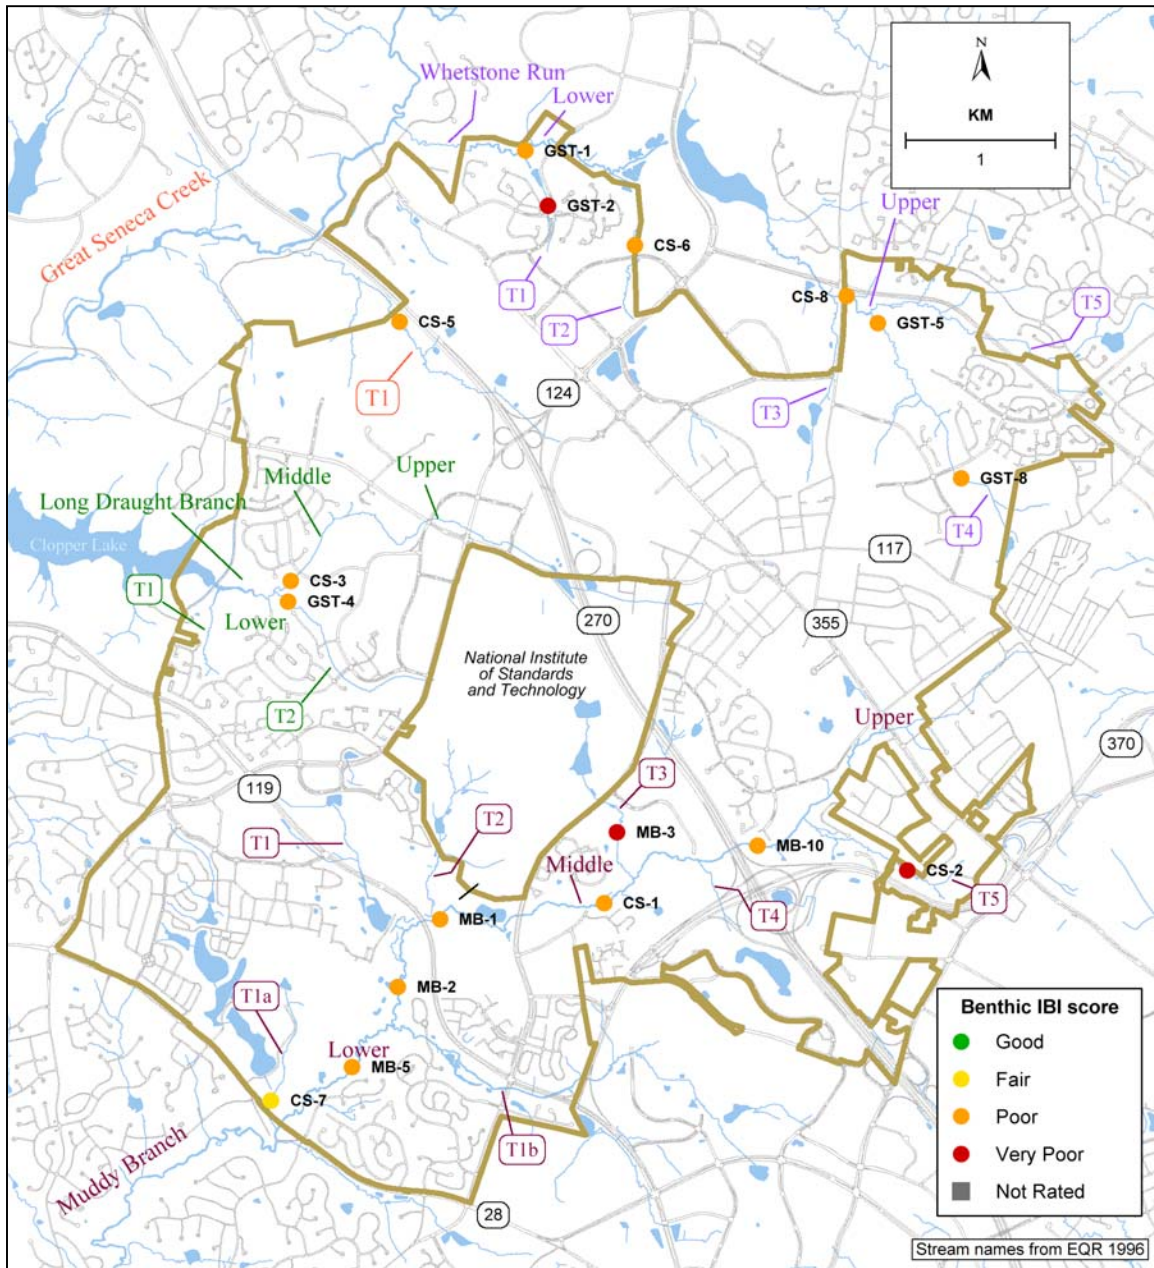 N
KM
1
Whetstone Run
Lower
GST-1
GST-2
Great Seneca Creek
CS-6
Upper
T1
CS-8
T2
GST-5
T5
CS-5
T1
124
T3
Upper
Middle
GST-8
Long Draught Branch
T4
Clopper Lake
117
CS-3
T1
GST-4
Lower
270
355
National Institute
of Standards
and Technology
T2
Upper
370
119
T3
T2
MB-3
T1
MB-10
Middle
CS-2
T5
CS-1
T4
MB-1
MB-2
T1a
Lower
MB-5
CS-7
T1b
Muddy Branch
28
Benthic IBI score
Good
Fair
Poor
Very Poor
Not Rated
Stream names from EQR 1996